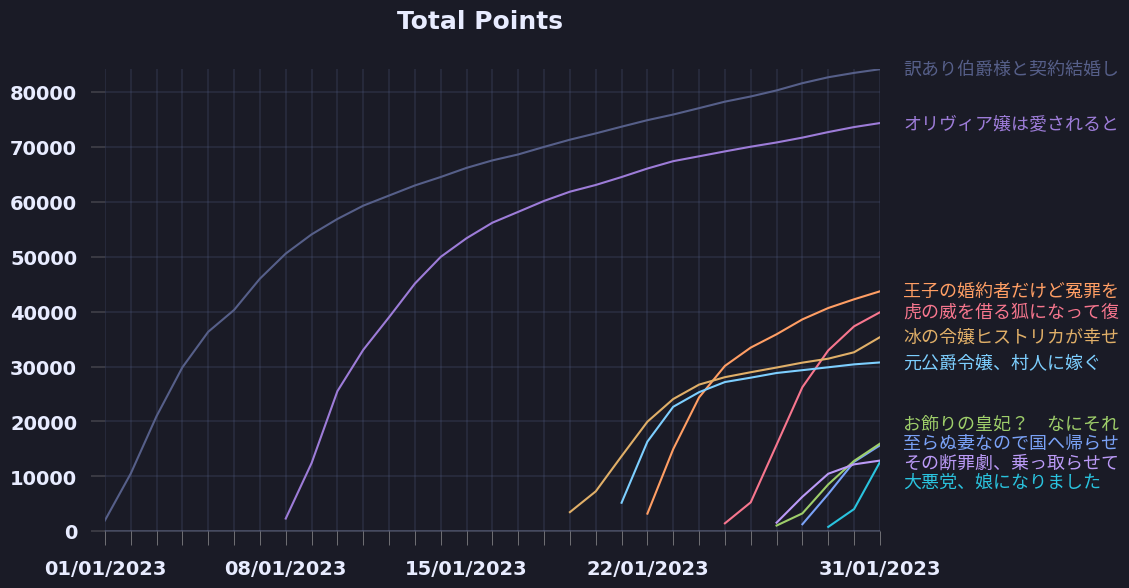 Total Points
80000
70000
60000
50000
40000
30000
20000
10000
0
01/01/2023
08/01/2023
15/01/2023
22/01/2023
31/01/2023
訳あり伯爵様と契約結婚し
オリヴィア嬢は愛されると
王子の婚約者だけど冤罪を
虎の威を借る狐になって復
冰の令嬢ヒストリカが幸せ
元公爵令嬢、村人に嫁ぐ
お飾りの皇妃？　なにそれ
至らぬ妻なので国へ帰らせ
その断罪劇、乗っ取らせて
大悪党、娘になりました